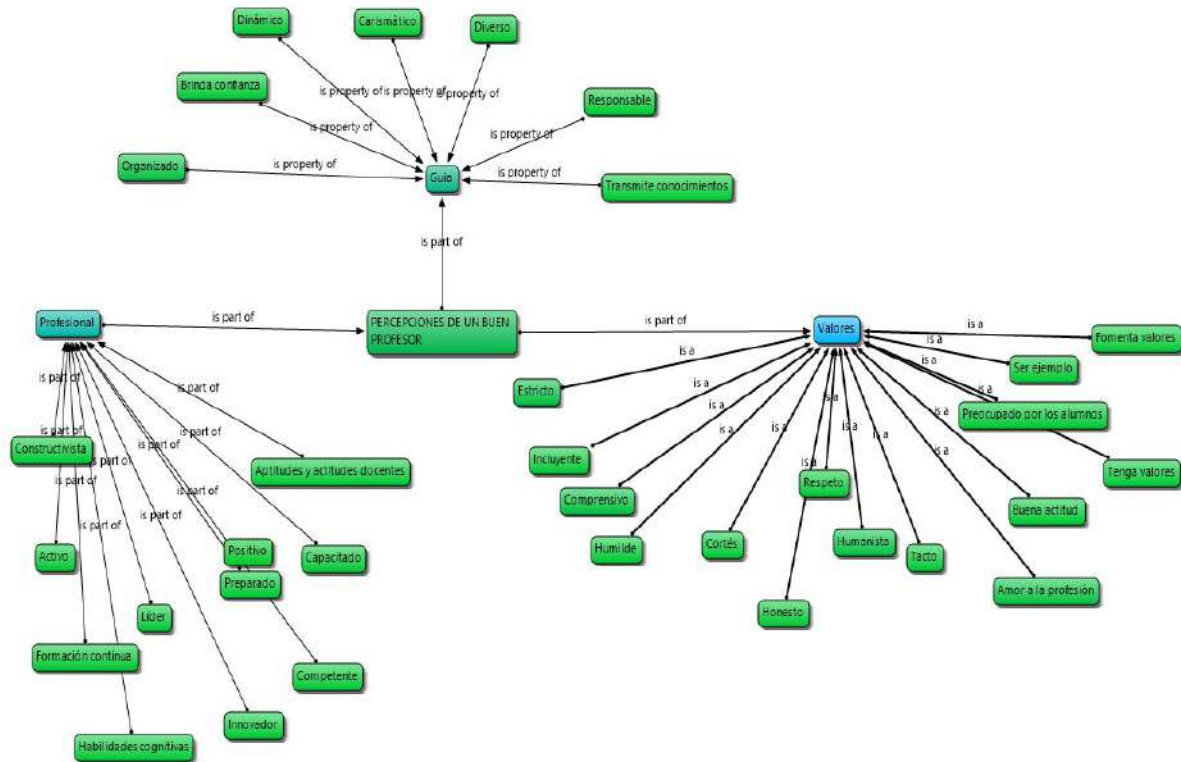 Dinámico
Carismático
Diverso
Brinda confianza
is property of
is property of
is property of
Responsable
is property of
is property of
Organizado
is property of
Guia
is property of
Transmite conocimientos
is part of
Profesional
is part of
PERCEPCIONES DE UN BUEN
PROFESOR
is part of
Valores
is a
Fomenta valores
is a
is a
Ser ejemplo
is part of
is part of
Estricto
is a
is a
is a
is a
is a
is a
Preocupado por los alumnos
is a
Constructivista
is part of
is part of
is part of
is part of
is a
is a
is a
is a
Aptitudes y actitudes docentes
Incluyente
is a
Tenga valores
is part of
Comprensivo
Respeto
Buena actitud
is part of
is part of
Activo
Positivo
Capacitado
Humilde
Cortés
Humanista
Tacto
Preparado
Amor a la profesión
Líder
Honesto
Formación continua
Competente
Innovador
Habilidades cognitivas